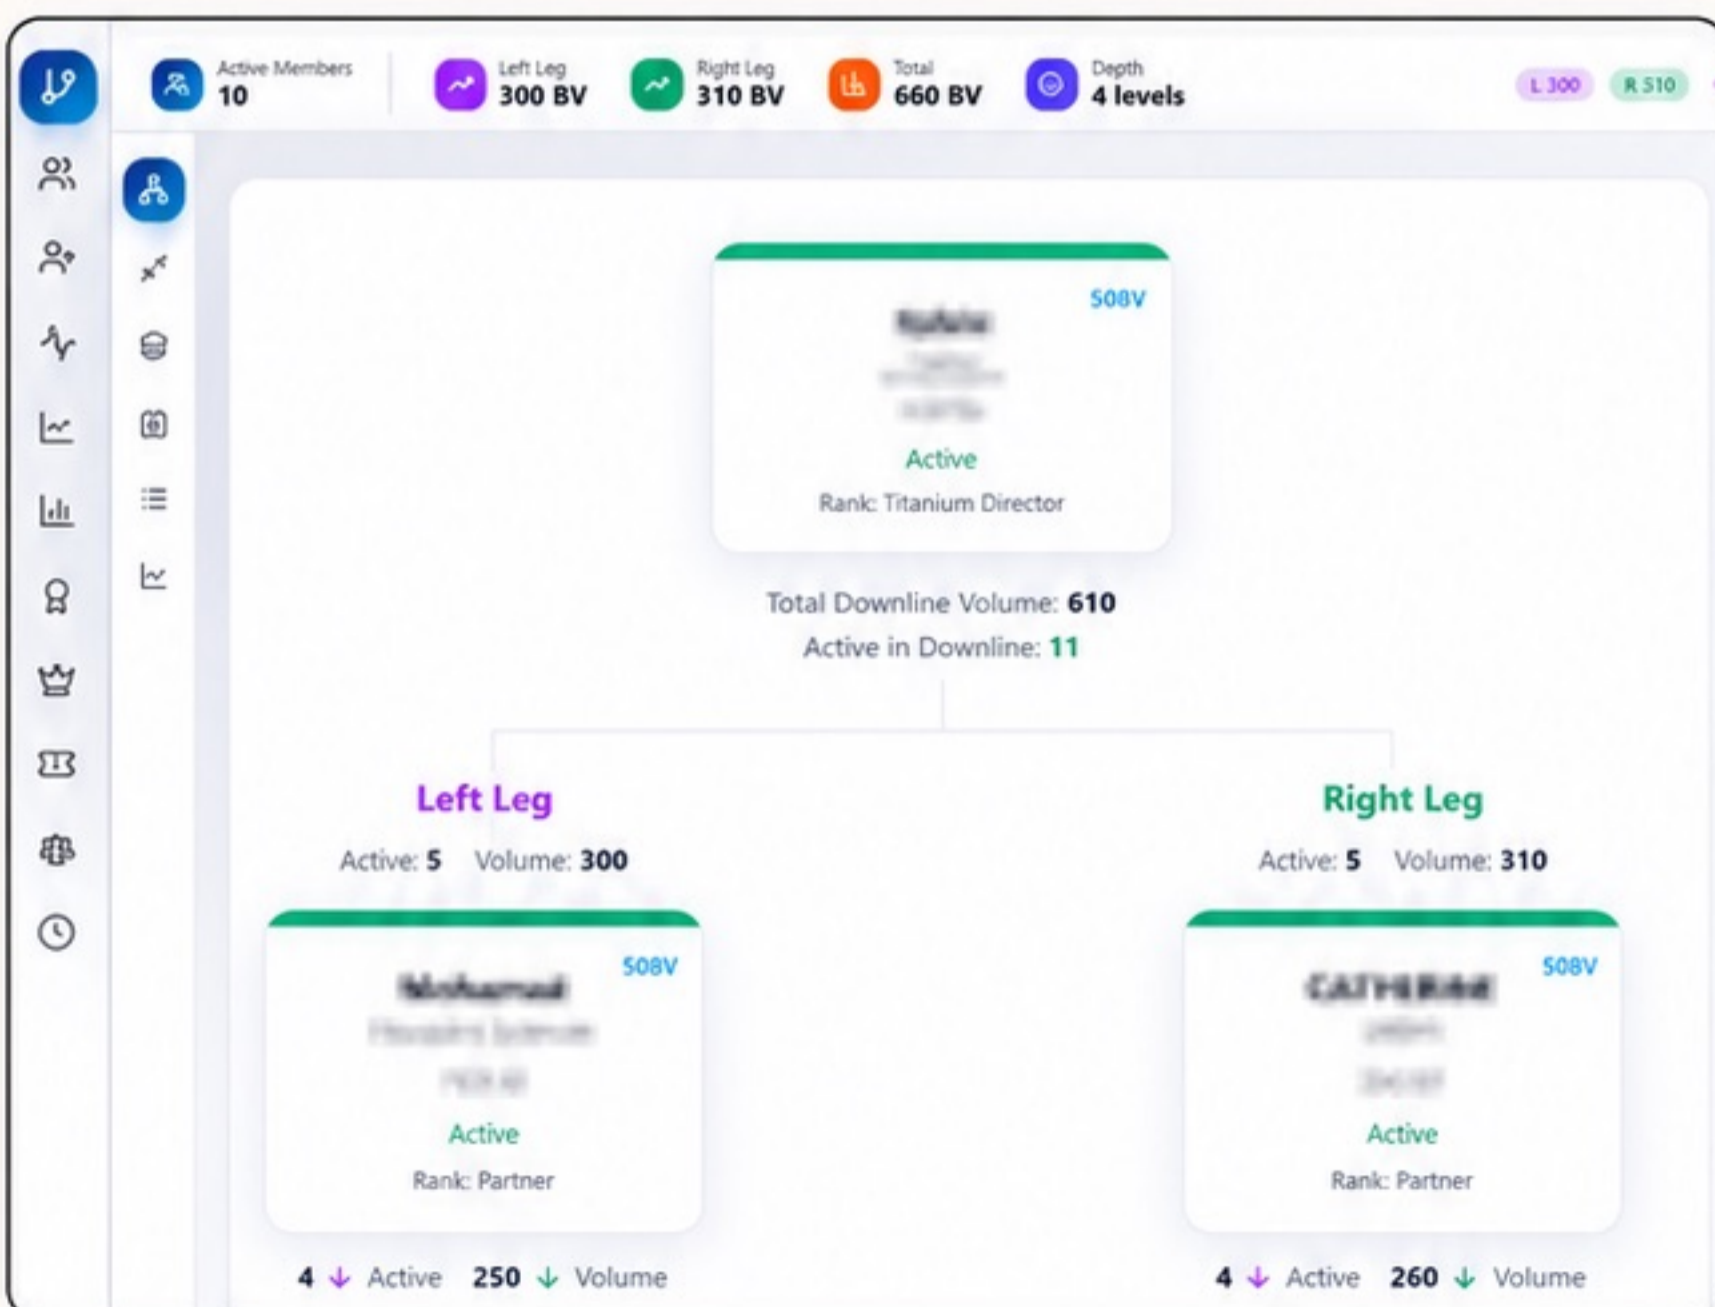 Active Members
10
Left Leg
300 BV
Right Leg
310 BV
Total
660 BV
Depth
4 levels
L 300
R 510
508V
Active
Rank: Titanium Director
Total Downline Volume: 610
Active in Downline: 11
Left Leg
Active: 5 Volume: 300
508V
Active
Rank: Partner
4 ↓ Active 250 ↓ Volume
Right Leg
Active: 5 Volume: 310
508V
Active
Rank: Partner
4 ↓ Active 260 ↓ Volume